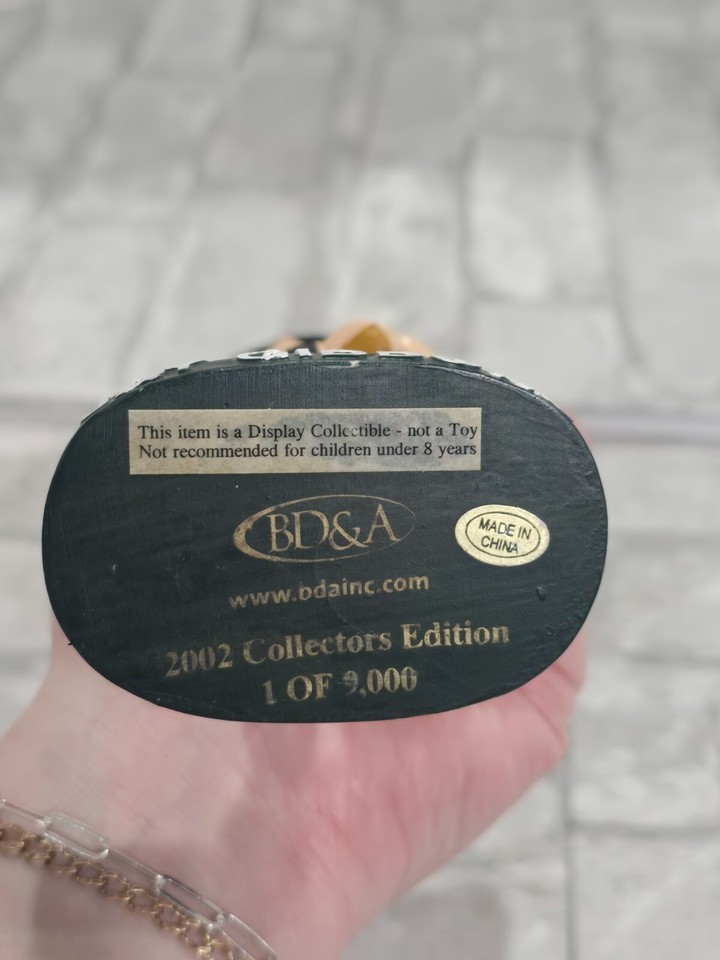 This item is a Display Collectible - not a Toy
Not recommended for children under 8 years
BD&A
MADE IN
CHINA
www.bdainc.com
2002 Collectors Edition
1 OF 9,000